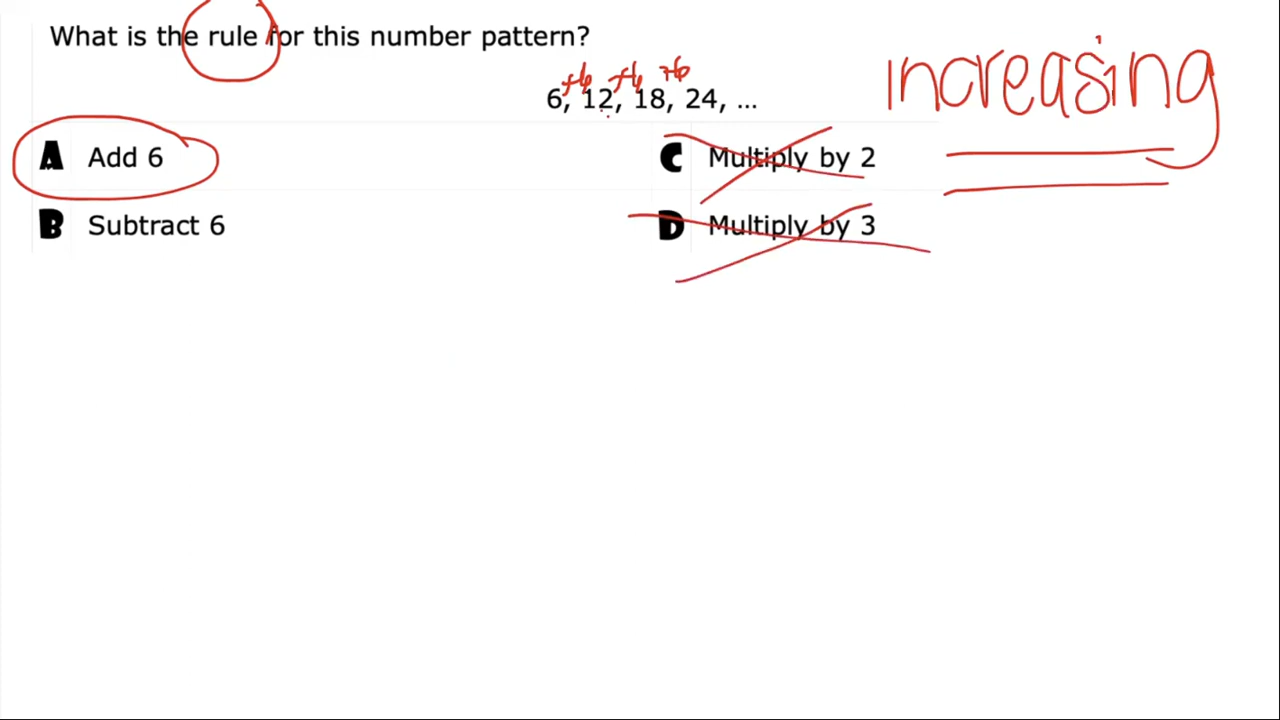 What is the rule for this number pattern?
+6 +6 +6
6, 12, 18, 24, ...
increasing
A Add 6
C Multiply by 2
B Subtract 6
D Multiply by 3